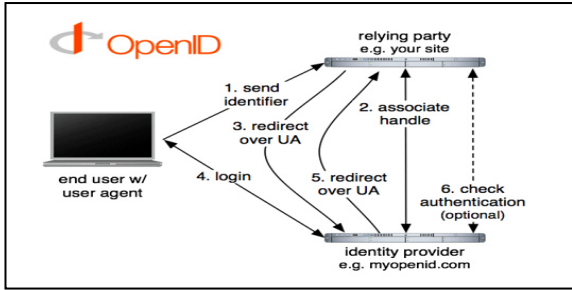 OpenID
relying party
e.g. your site
1. send
identifier
2. associate
handle
3. redirect
over UA
4. login
5. redirect
over UA
6. check
authentication
(optional)
end user w/
user agent
identity provider
e.g. myopenid.com